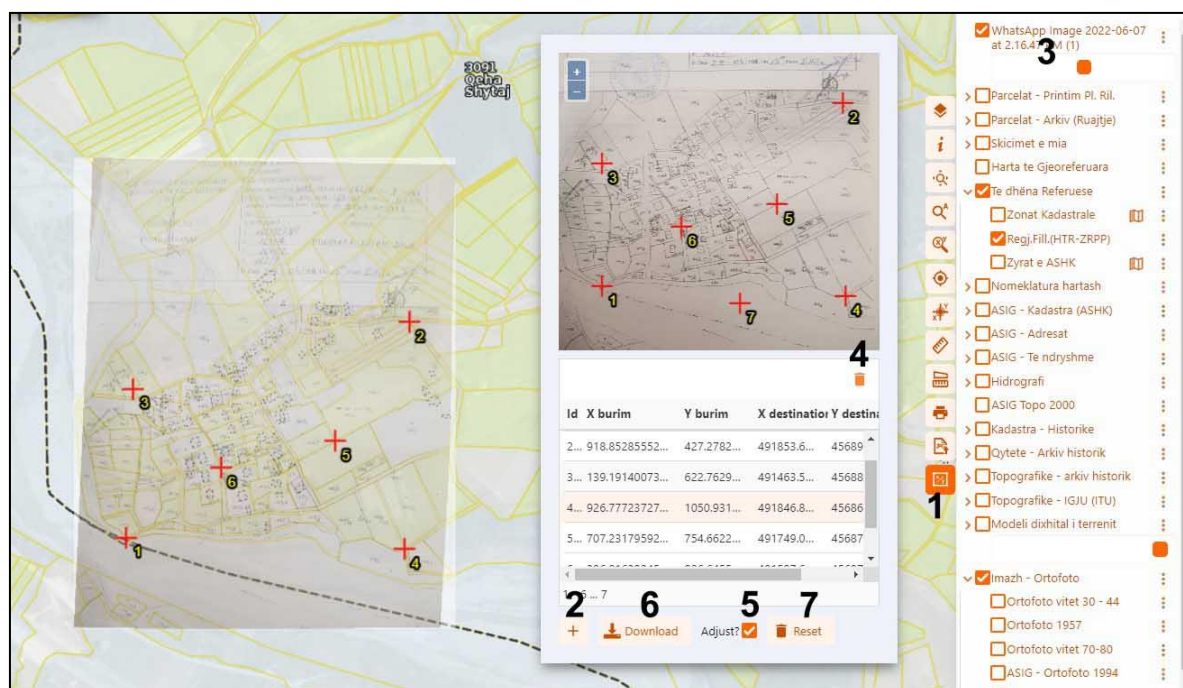 3091
Qeha
Shytaj
3
1
2
3
4
5
6
+
−
1
2
3
4
5
6
7
4
Id X burim Y burim X destination Y destina
2... 918.85285552... 427.2782... 491853.6... 45689
3... 139.19140073... 622.7629... 491463.5... 45688
4... 926.77723727... 1050.931... 491846.8... 45686
5... 707.23179592... 754.6622... 491749.0... 45687
2 6 5 7
... 7
+ Download Adjust? Reset
1
WhatsApp Image 2022-06-07
at 2.16.47 PM (1)
Parcelat - Printim Pl. Ril.
Parcelat - Arkiv (Ruajtje)
Skicimet e mia
Harta te Gjeoreferuara
Te dhëna Referuese
Zonat Kadastrale
Regj.Fill.(HTR-ZRPP)
Zyrat e ASHK
Nomeklatura hartash
ASIG - Kadastra (ASHK)
ASIG - Adresat
ASIG - Te ndryshme
Hidrografi
ASIG Topo 2000
Kadastra - Historike
Qytete - Arkiv historik
Topografike - arkiv historik
Topografike - IGJU (ITU)
Modeli dixhital i terrenit
Imazh - Ortofoto
Ortofoto vitet 30 - 44
Ortofoto 1957
Ortofoto vitet 70-80
ASIG - Ortofoto 1994